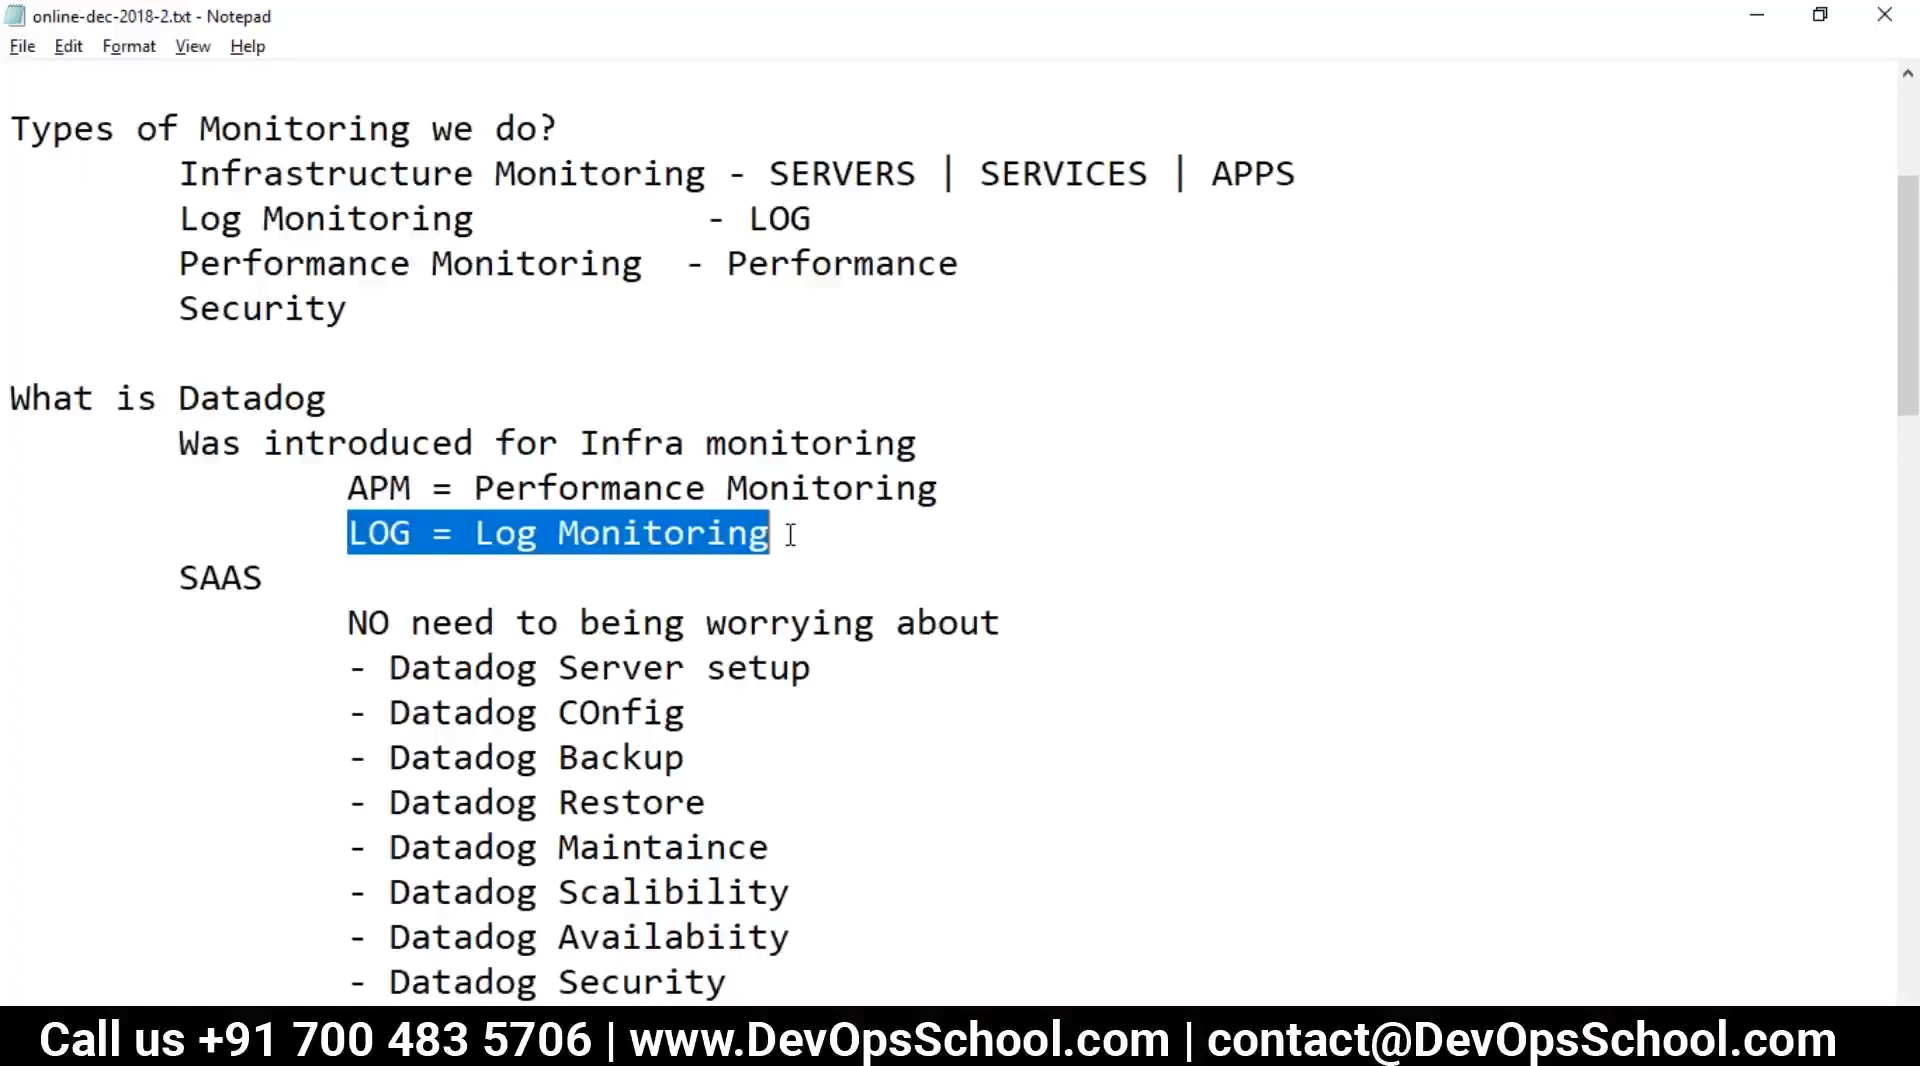 online-dec-2018-2.txt - Notepad
File Edit Format View Help
Types of Monitoring we do?
Infrastructure Monitoring - SERVERS | SERVICES | APPS
Log Monitoring - LOG
Performance Monitoring - Performance
Security
What is Datadog
Was introduced for Infra monitoring
APM = Performance Monitoring
LOG = Log Monitoring
SAAS
NO need to being worrying about
- Datadog Server setup
- Datadog COnfig
- Datadog Backup
- Datadog Restore
- Datadog Maintaince
- Datadog Scalibility
- Datadog Availabiity
- Datadog Security
Call us +91 700 483 5706 | www.DevOpsSchool.com | contact@DevOpsSchool.com